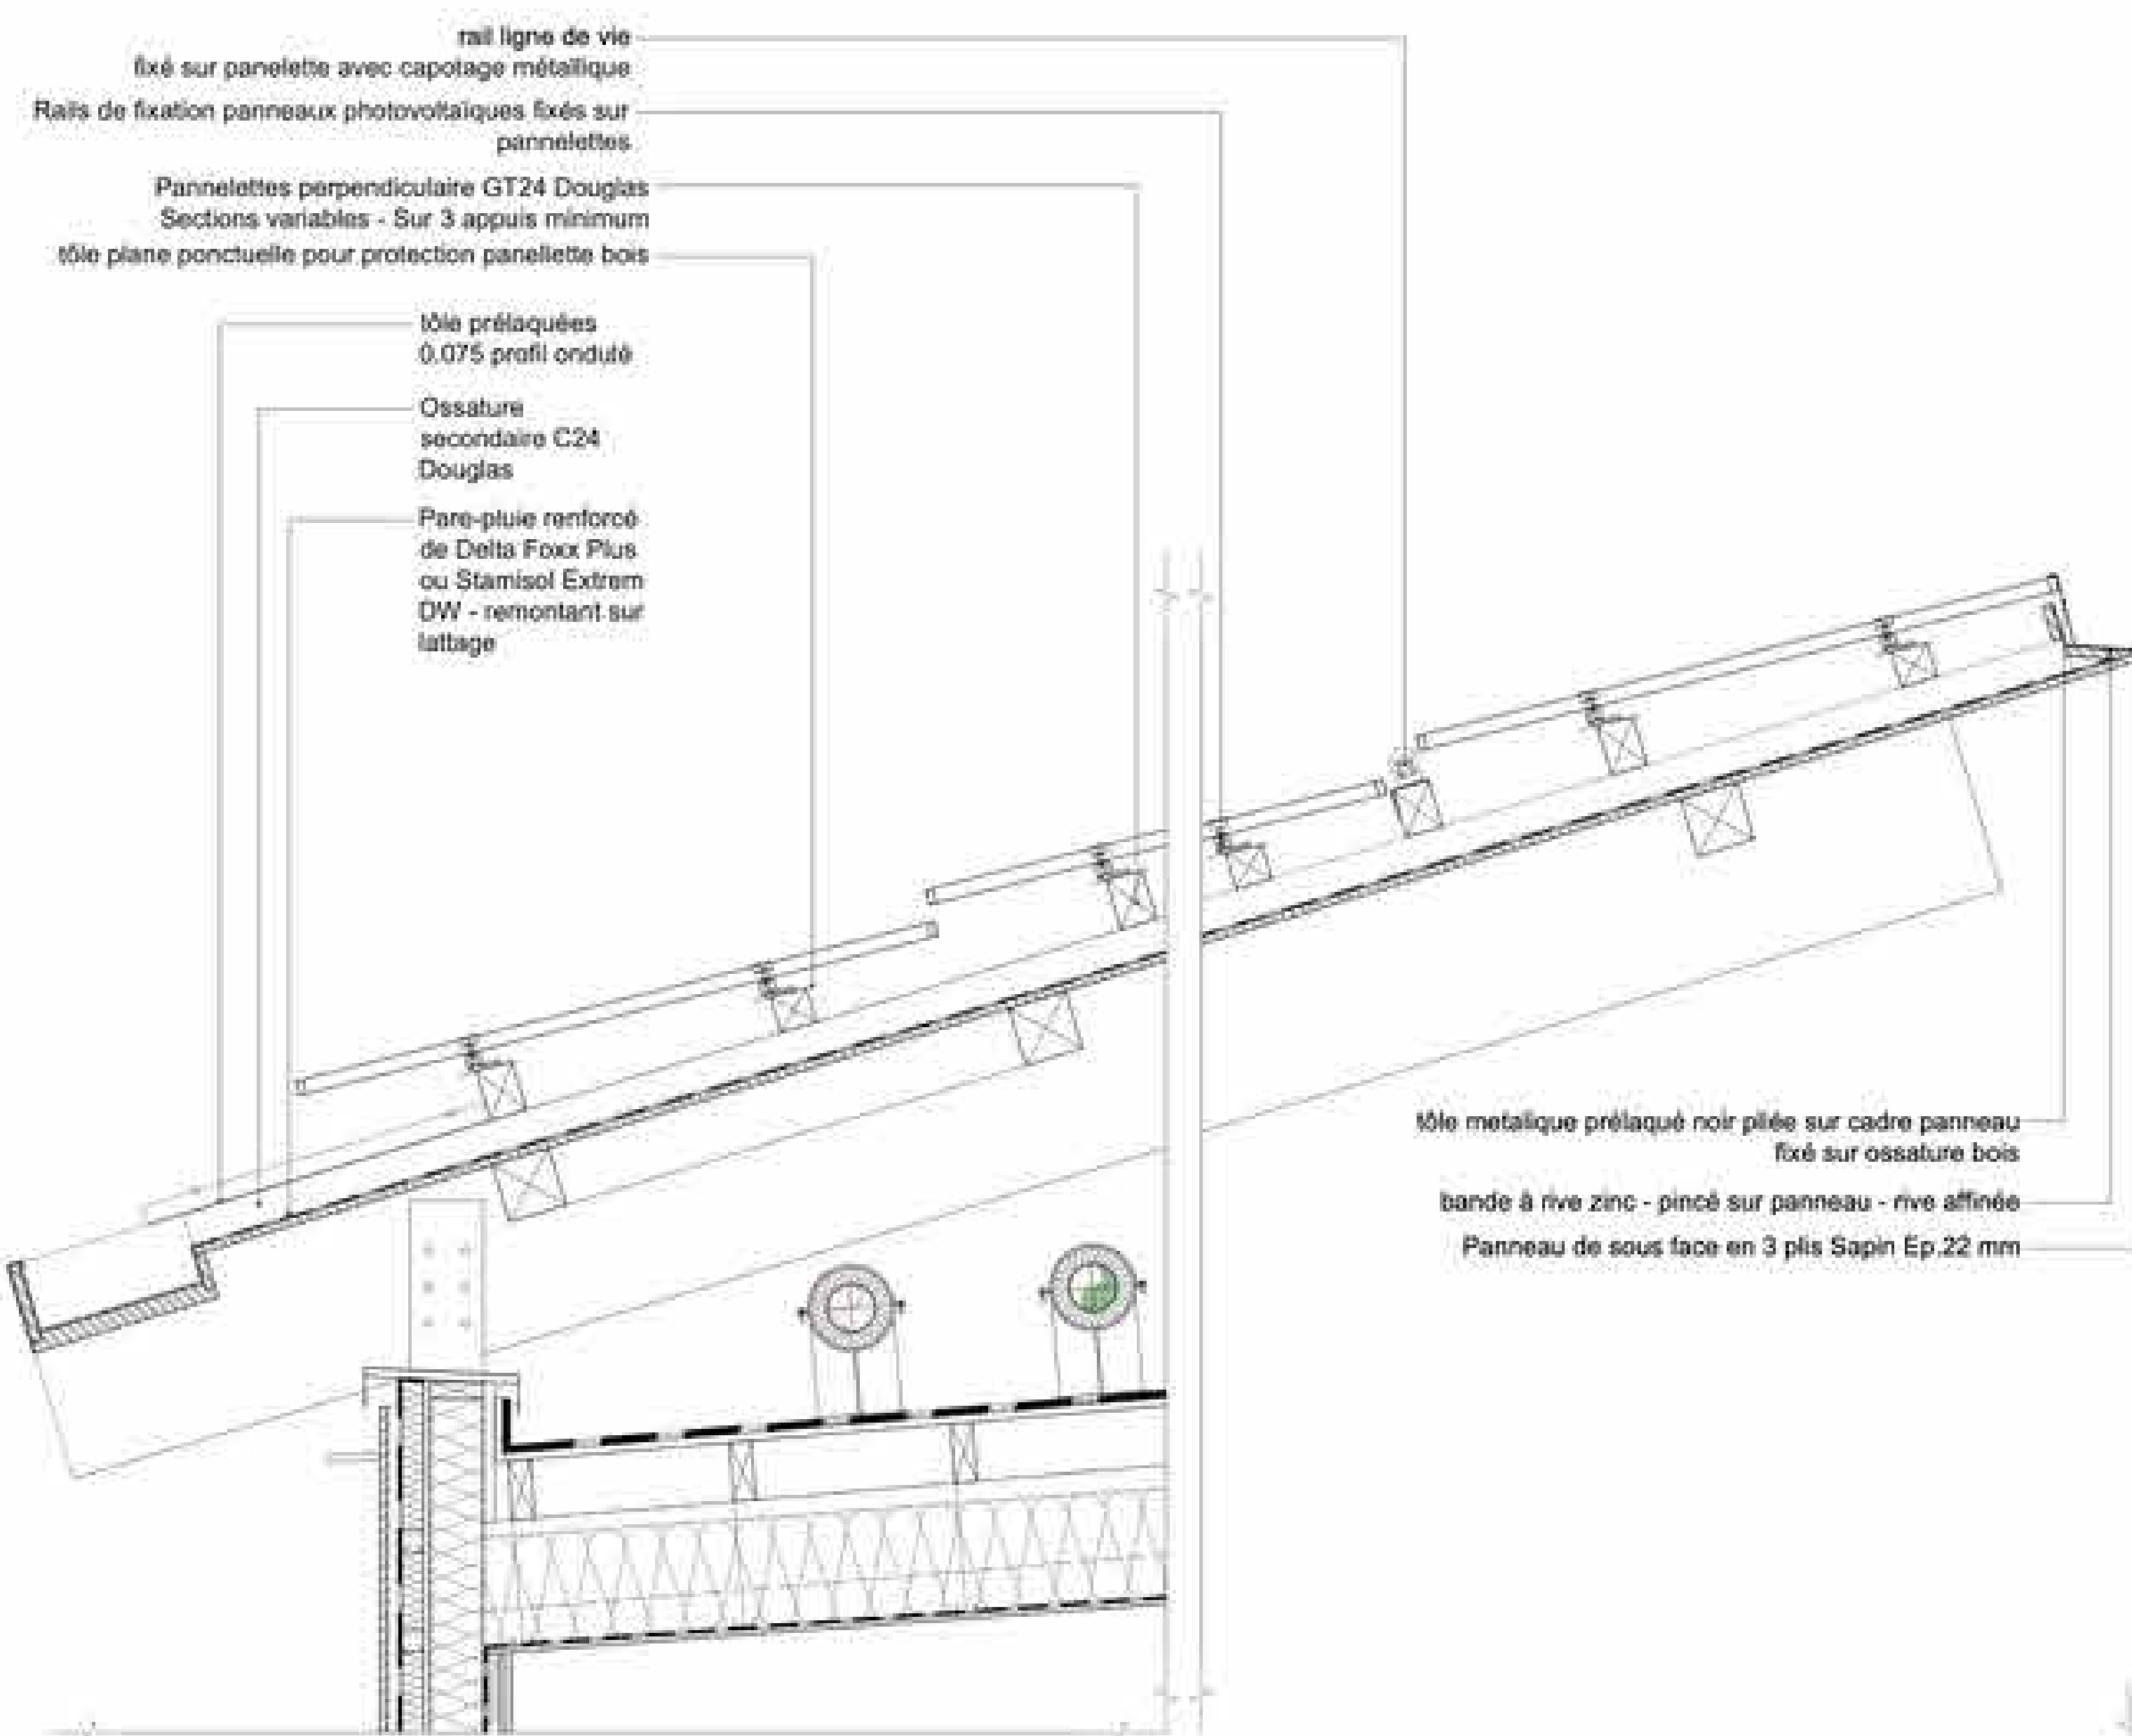 rail ligne de vie
fixé sur panelette avec capotage métallique
Rails de fixation panneaux photovoltaïques fixés sur
pannelettes
Pannelettes perpendiculaire GT24 Douglas
Sections variables - Sur 3 appuis minimum
tôle plane ponctuelle pour protection panellette bois
tôle prélaquées
0.075 profil ondulé
Ossature
secondaire C24
Douglas
Pare-pluie renforcé
de Delta Foxx Plus
ou Stamisol Extrem
DW - remontant sur
lattage
tôle metalique prélaqué noir pliée sur cadre panneau
fixé sur ossature bois
bande à rive zinc - pincé sur panneau - rive affinée
Panneau de sous face en 3 plis Sapin Ep.22 mm